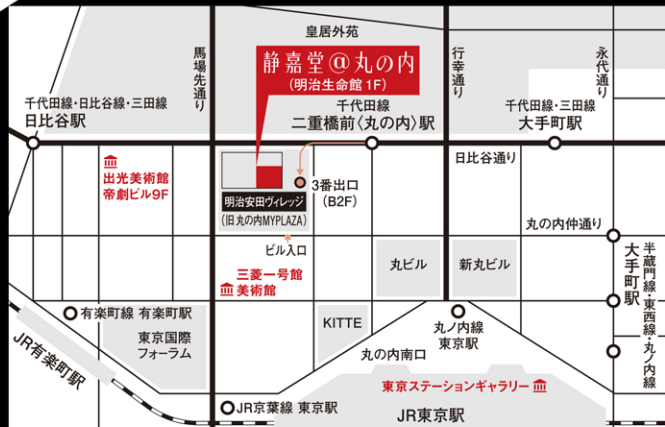 皇居外苑
馬場先通り
静嘉堂@丸の内
(明治生命館 1F)
行幸通り
永代通り
千代田線・日比谷線・三田線
日比谷駅
千代田線
二重橋前〈丸の内〉駅
千代田線・三田線
大手町駅
日比谷通り
出光美術館
帝劇ビル9F
3番出口
(B2F)
明治安田ヴィレッジ
(旧 丸の内MYPLAZA)
丸の内仲通り
ビル入口
三菱一号館
美術館
丸ビル
新丸ビル
大手町駅
半蔵門線・東西線・丸ノ内線
有楽町線 有楽町駅
東京国際
フォーラム
KITTE
丸ノ内線
東京駅
JR有楽町駅
丸の内南口
東京ステーションギャラリー
JR京葉線 東京駅
JR東京駅